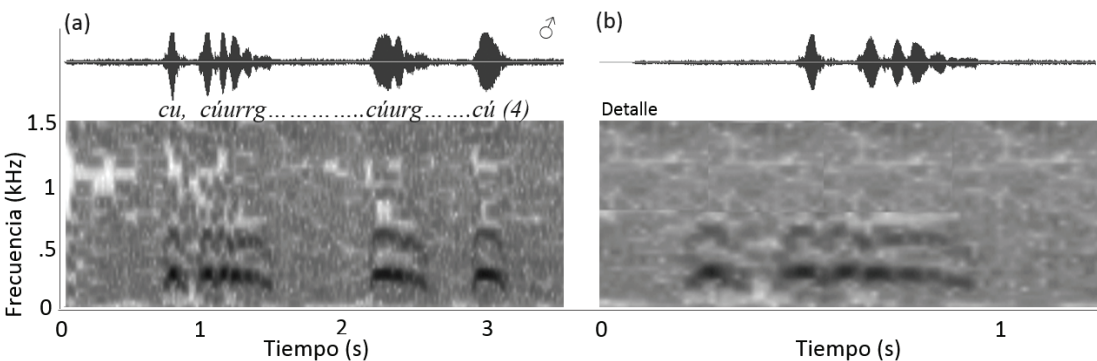 (a)
♂
cu, cúurrg…………..cúurg…….cú (4)
1.5
1
.5
0
Frecuencia (kHz)
0 1 2 3
Tiempo (s)
(b)
Detalle
0 1
Tiempo (s)